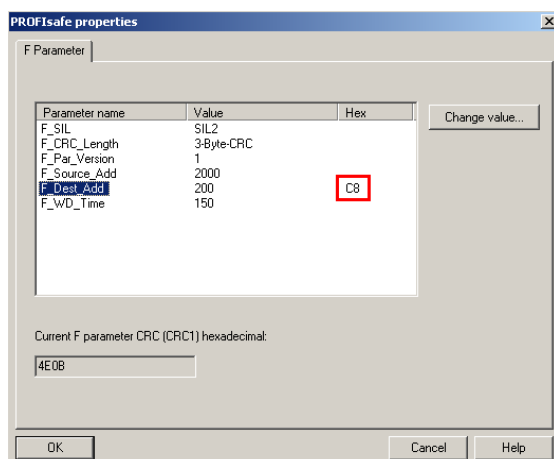 PROFIsafe properties
F Parameter
Parameter name Value Hex
F_SIL SIL2
F_CRC_Length 3-Byte-CRC
F_Par_Version 1
F_Source_Add 2000
F_Dest_Add 200 C8
F_WD_Time 150
Change value...
Current F parameter CRC (CRC1) hexadecimal:
4E0B
OK Cancel Help